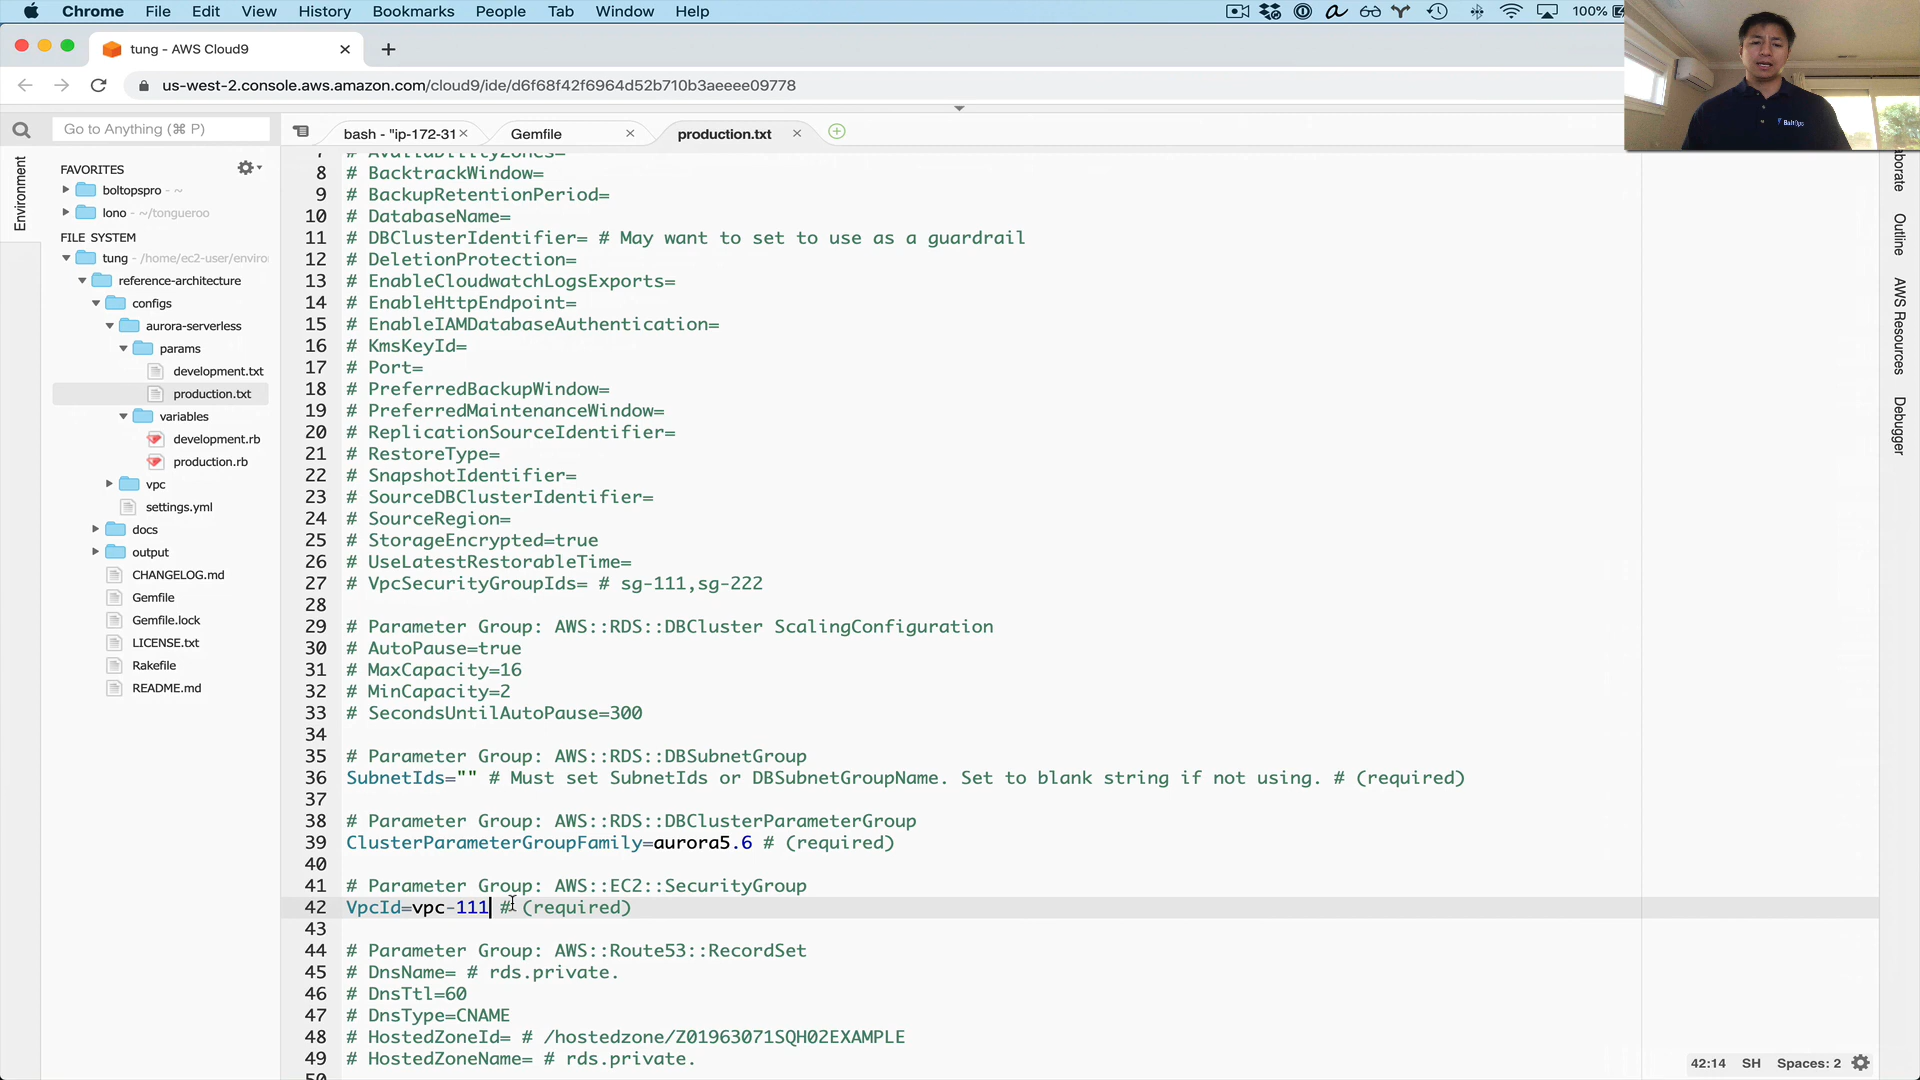 Chrome File Edit View History Bookmarks People Tab Window Help 100%
tung - AWS Cloud9
us-west-2.console.aws.amazon.com/cloud9/ide/d6f68f42f6964d52b710b3aeeee09778
Go to Anything (⌘ P)
bash - "ip-172-31
Gemfile
production.txt
Environment
FAVORITES
boltopspro - ~
lono - ~/tongueroo
FILE SYSTEM
tung - /home/ec2-user/enviro
reference-architecture
configs
aurora-serverless
params
development.txt
production.txt
variables
development.rb
production.rb
vpc
settings.yml
docs
output
CHANGELOG.md
Gemfile
Gemfile.lock
LICENSE.txt
Rakefile
README.md
7 # AvailabilityZones=
8 # BacktrackWindow=
9 # BackupRetentionPeriod=
10 # DatabaseName=
11 # DBClusterIdentifier= # May want to set to use as a guardrail
12 # DeletionProtection=
13 # EnableCloudwatchLogsExports=
14 # EnableHttpEndpoint=
15 # EnableIAMDatabaseAuthentication=
16 # KmsKeyId=
17 # Port=
18 # PreferredBackupWindow=
19 # PreferredMaintenanceWindow=
20 # ReplicationSourceIdentifier=
21 # RestoreType=
22 # SnapshotIdentifier=
23 # SourceDBClusterIdentifier=
24 # SourceRegion=
25 # StorageEncrypted=true
26 # UseLatestRestorableTime=
27 # VpcSecurityGroupIds= # sg-111,sg-222
28
29 # Parameter Group: AWS::RDS::DBCluster ScalingConfiguration
30 # AutoPause=true
31 # MaxCapacity=16
32 # MinCapacity=2
33 # SecondsUntilAutoPause=300
34
35 # Parameter Group: AWS::RDS::DBSubnetGroup
36 SubnetIds="" # Must set SubnetIds or DBSubnetGroupName. Set to blank string if not using. # (required)
37
38 # Parameter Group: AWS::RDS::DBClusterParameterGroup
39 ClusterParameterGroupFamily=aurora5.6 # (required)
40
41 # Parameter Group: AWS::EC2::SecurityGroup
42 VpcId=vpc-111 # (required)
43
44 # Parameter Group: AWS::Route53::RecordSet
45 # DnsName= # rds.private.
46 # DnsTtl=60
47 # DnsType=CNAME
48 # HostedZoneId= # /hostedzone/Z01963071SQH02EXAMPLE
49 # HostedZoneName= # rds.private.
50
42:14 SH Spaces: 2
BoltOps
aborate
Outline
AWS Resources
Debugger